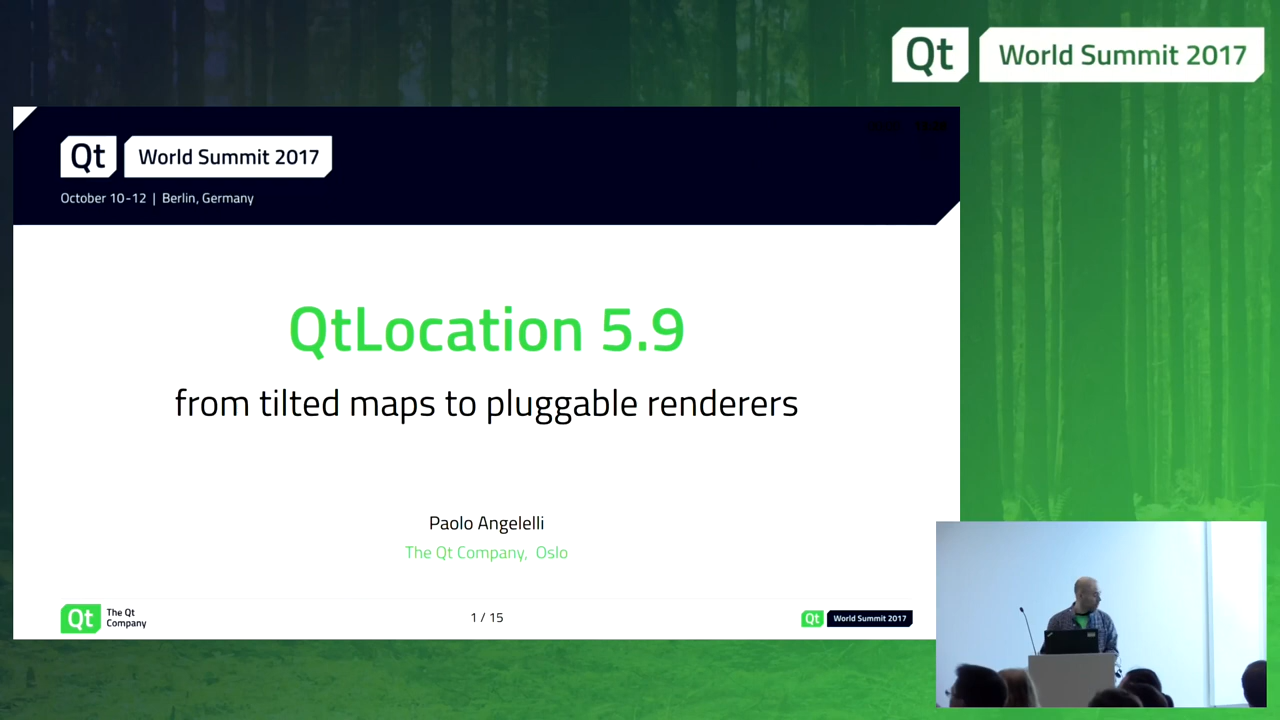 Qt World Summit 2017
Qt World Summit 2017
October 10-12 | Berlin, Germany
QtLocation 5.9
from tilted maps to pluggable renderers
Paolo Angelelli
The Qt Company, Oslo
Qt The Qt
Company
1 / 15
Qt World Summit 2017